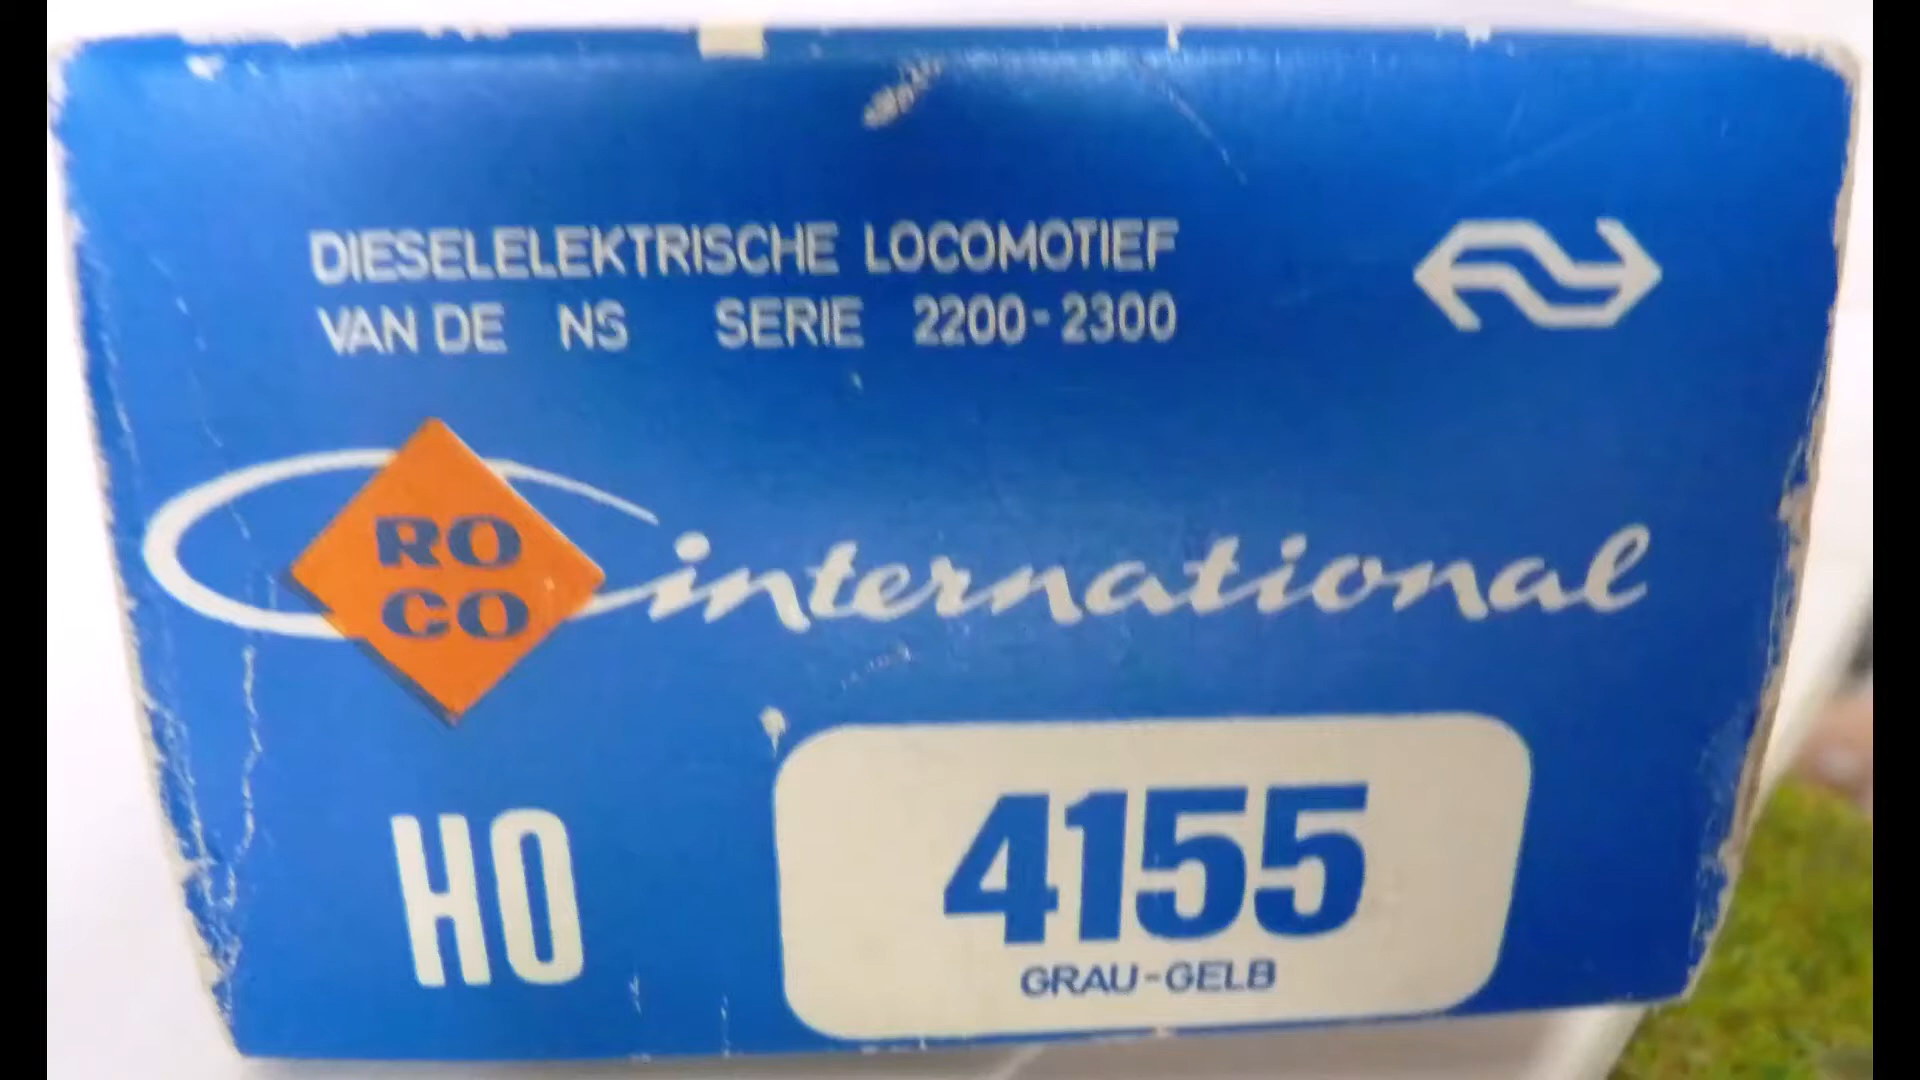 DIESELELEKTRISCHE LOCOMOTIEF
VAN DE NS SERIE 2200-2300
RO
CO
international
HO
4155
GRAU-GELB